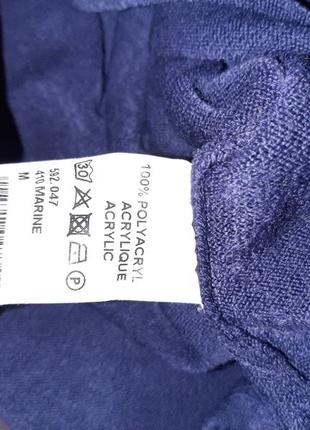 100% POLYACRYL
ACRYLIQUE
ACRYLIC
30
P
592.047
410 MARINE
M